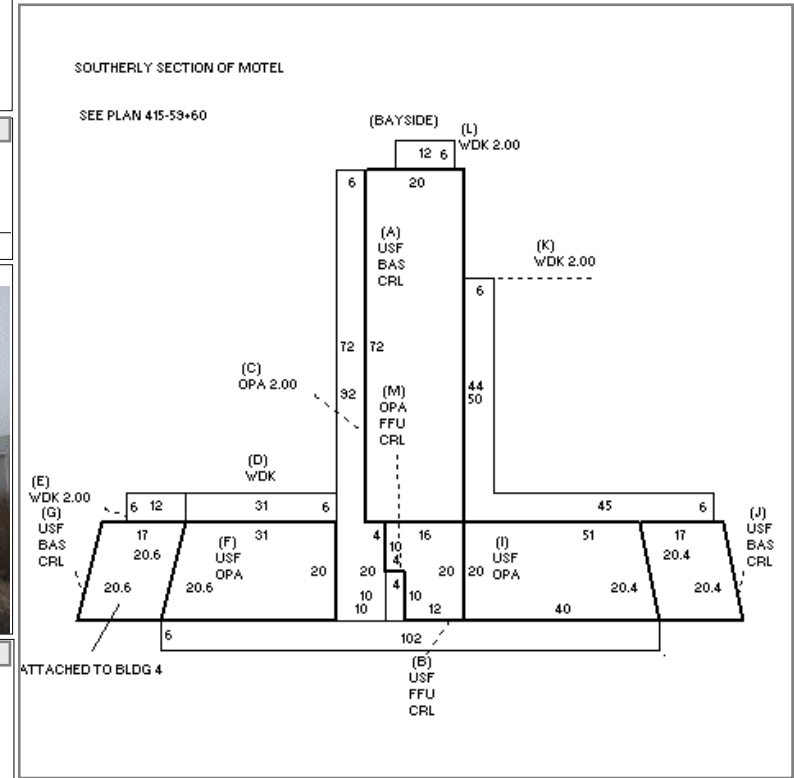 SOUTHERLY SECTION OF MOTEL
SEE PLAN 415-59+60
(BAYSIDE)
(L)
WDK 2.00
12 6
6
20
(A)
USF
BAS
CRL
(K)
WDK 2.00
6
72
72
(C)
OPA 2.00
92
(M)
OPA
FFU
CRL
44
50
(D)
WDK
(E)
WDK 2.00
6 12
31
6
45
6
(G)
USF
BAS
CRL
17
20.6
20.6
(F)
USF
OPA
31
20.6
20
4
16
10
4
20
4
20
20
10
10
10
12
(I)
USF
OPA
51
20.4
40
17
20.4
20.4
(J)
USF
BAS
CRL
6
102
ATTACHED TO BLDG 4
(B)
USF
FFU
CRL